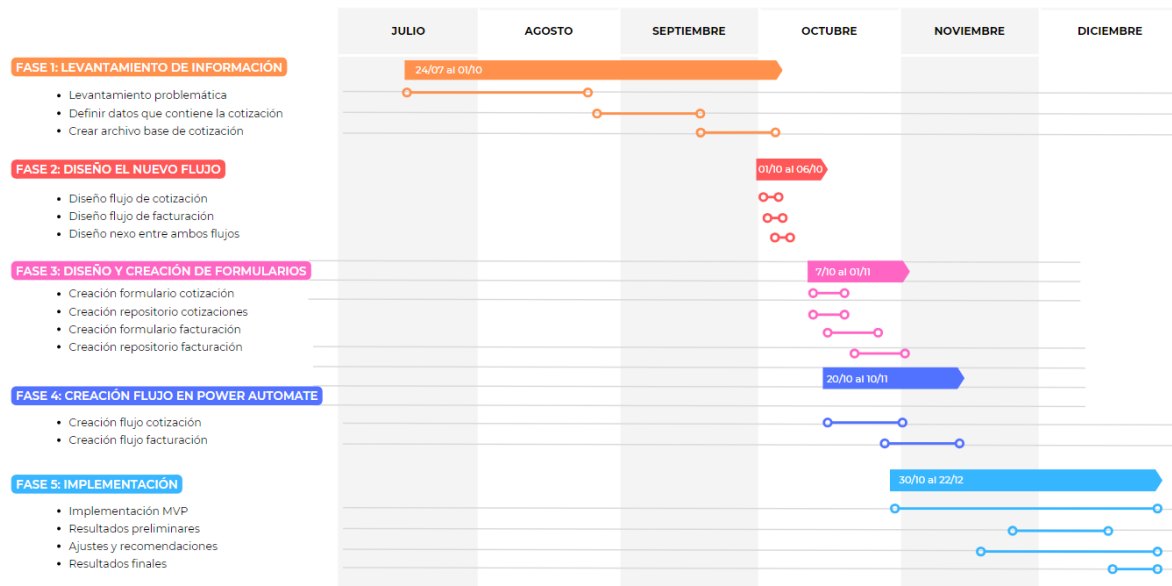 JULIO AGOSTO SEPTIEMBRE OCTUBRE NOVIEMBRE DICIEMBRE
FASE 1: LEVANTAMIENTO DE INFORMACIÓN
24/07 al 01/10
• Levantamiento problemática
• Definir datos que contiene la cotización
• Crear archivo base de cotización
FASE 2: DISEÑO EL NUEVO FLUJO
01/10 al 06/10
• Diseño flujo de cotización
• Diseño flujo de facturación
• Diseño nexo entre ambos flujos
FASE 3: DISEÑO Y CREACIÓN DE FORMULARIOS
7/10 al 01/11
• Creación formulario cotización
• Creación repositorio cotizaciones
• Creación formulario facturación
• Creación repositorio facturación
FASE 4: CREACIÓN FLUJO EN POWER AUTOMATE
20/10 al 10/11
• Creación flujo cotización
• Creación flujo facturación
FASE 5: IMPLEMENTACIÓN
30/10 al 22/12
• Implementación MVP
• Resultados preliminares
• Ajustes y recomendaciones
• Resultados finales